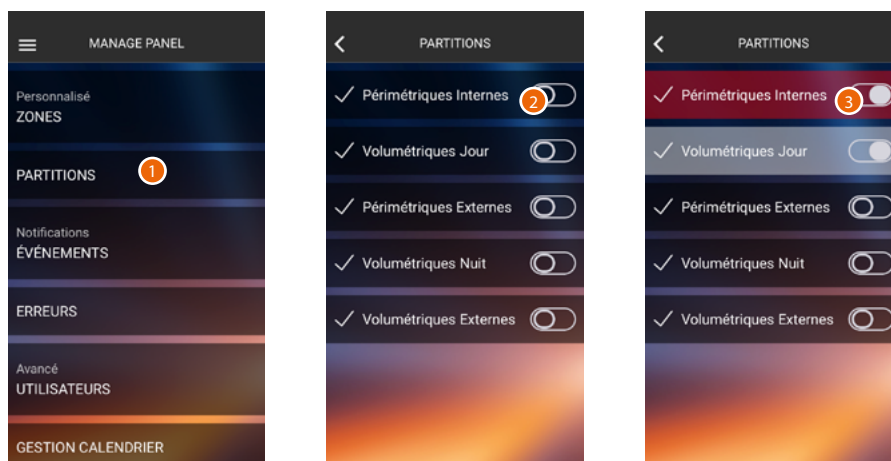 MANAGE PANEL
Personnalisé
ZONES
PARTITIONS
1
Notifications
ÉVÉNEMENTS
ERREURS
Avancé
UTILISATEURS
GESTION CALENDRIER
PARTITIONS
Périmétriques Internes
2
Volumétriques Jour
Périmétriques Externes
Volumétriques Nuit
Volumétriques Externes
PARTITIONS
Périmétriques Internes
3
Volumétriques Jour
Périmétriques Externes
Volumétriques Nuit
Volumétriques Externes